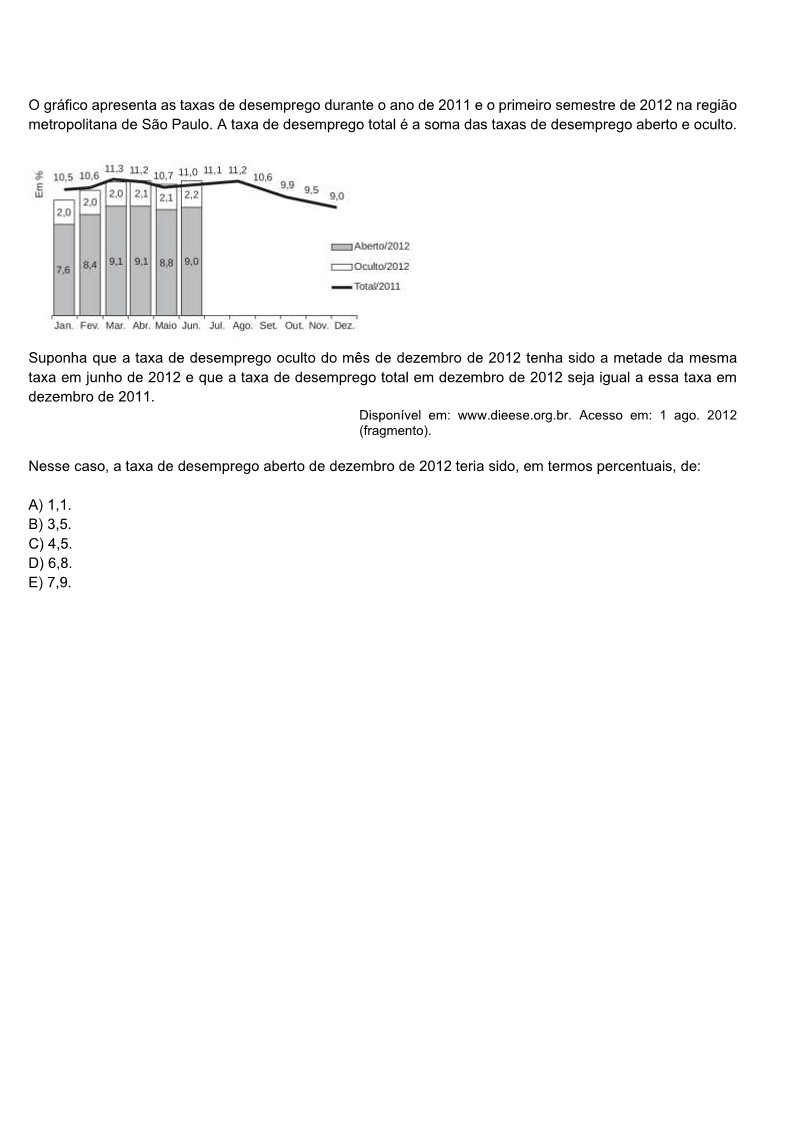 O gráfico apresenta as taxas de desemprego durante o ano de 2011 e o primeiro semestre de 2012 na região
metropolitana de São Paulo. A taxa de desemprego total é a soma das taxas de desemprego aberto e oculto.
Em %
10,5 10,6 11,3 11,2 10,7 11,0 11,1 11,2 10,6 9,9 9,5 9,0
2,0 2,0 2,0 2,1 2,1 2,2
7,6 8,4 9,1 9,1 8,8 9,0
Aberto/2012
Oculto/2012
Total/2011
Jan. Fev. Mar. Abr. Maio Jun. Jul. Ago. Set. Out. Nov. Dez.
Suponha que a taxa de desemprego oculto do mês de dezembro de 2012 tenha sido a metade da mesma
taxa em junho de 2012 e que a taxa de desemprego total em dezembro de 2012 seja igual a essa taxa em
dezembro de 2011.
Disponível em: www.dieese.org.br. Acesso em: 1 ago. 2012
(fragmento).
Nesse caso, a taxa de desemprego aberto de dezembro de 2012 teria sido, em termos percentuais, de:
A) 1,1.
B) 3,5.
C) 4,5.
D) 6,8.
E) 7,9.